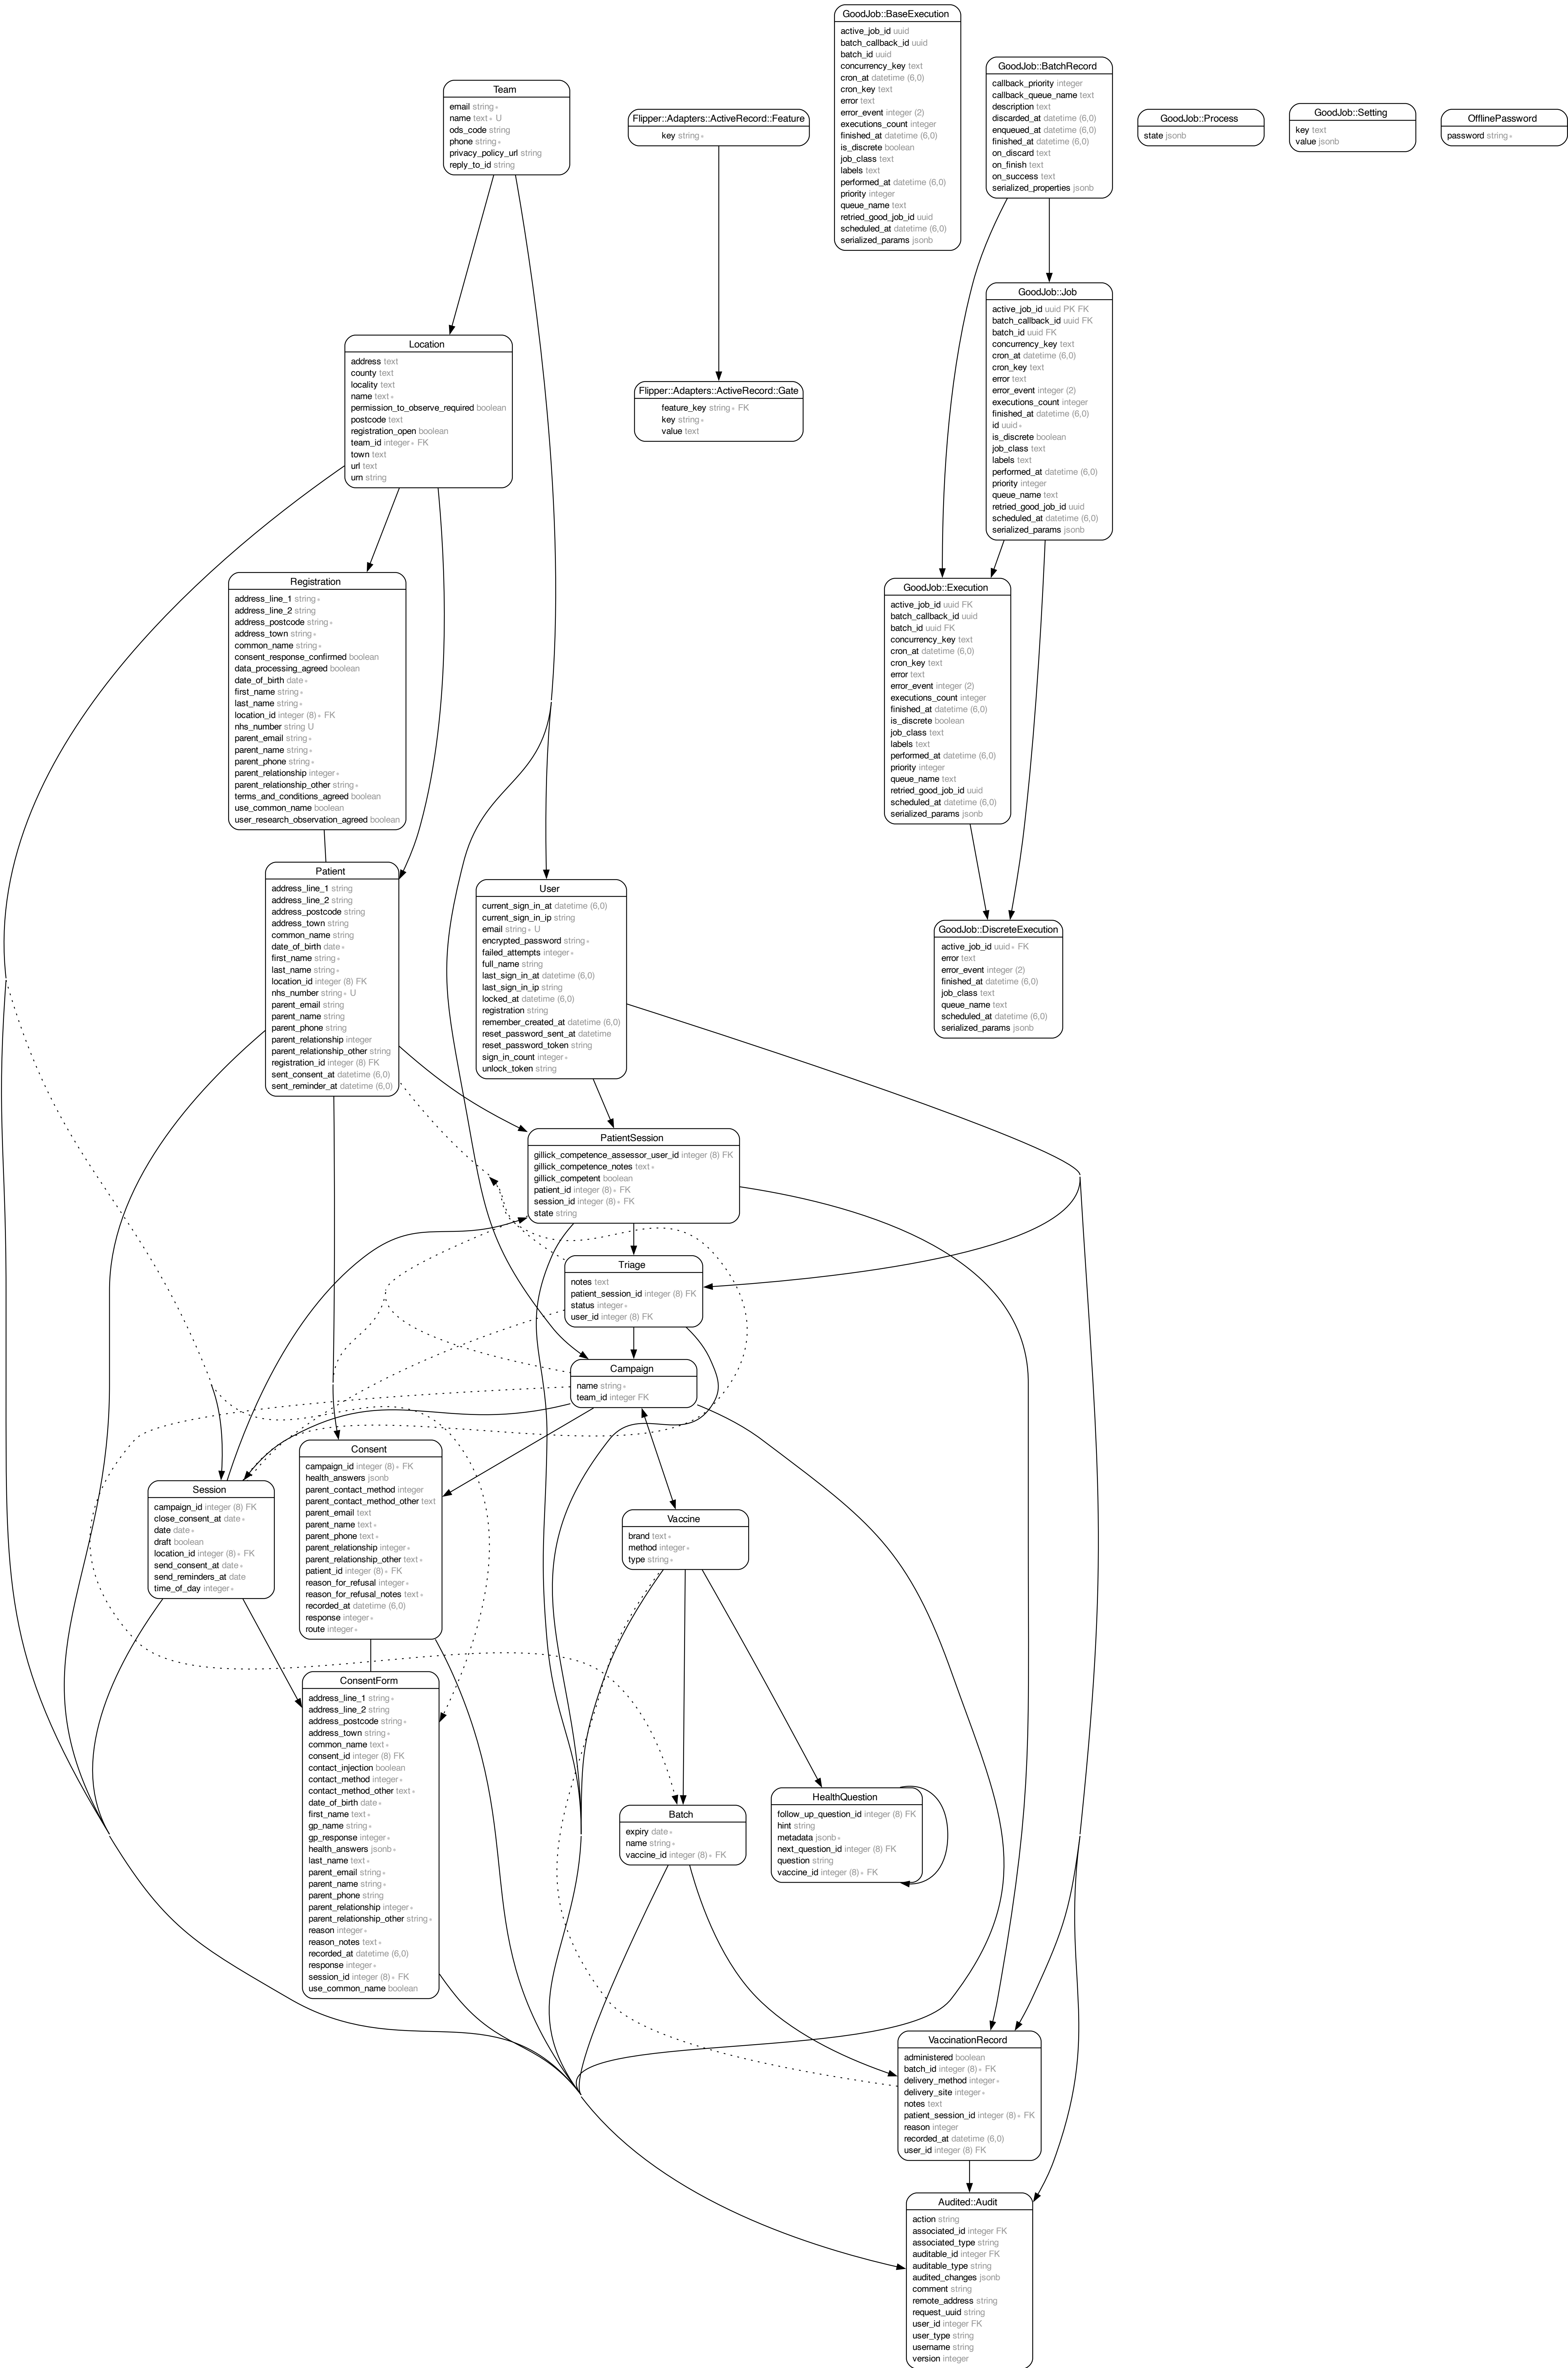 GoodJob::BaseExecution
active_job_id uuid
batch_callback_id uuid
batch_id uuid
concurrency_key text
cron_at datetime (6,0)
cron_key text
error text
error_event integer (2)
executions_count integer
finished_at datetime (6,0)
is_discrete boolean
job_class text
labels text
performed_at datetime (6,0)
priority integer
queue_name text
retried_good_job_id uuid
scheduled_at datetime (6,0)
serialized_params jsonb
GoodJob::BatchRecord
callback_priority integer
callback_queue_name text
description text
discarded_at datetime (6,0)
enqueued_at datetime (6,0)
finished_at datetime (6,0)
on_discard text
on_finish text
on_success text
serialized_properties jsonb
Team
email string ∗
name text ∗ U
ods_code string
phone string ∗
privacy_policy_url string
reply_to_id string
Flipper::Adapters::ActiveRecord::Feature
key string ∗
GoodJob::Process
state jsonb
GoodJob::Setting
key text
value jsonb
OfflinePassword
password string ∗
GoodJob::Job
active_job_id uuid PK FK
batch_callback_id uuid FK
batch_id uuid FK
concurrency_key text
cron_at datetime (6,0)
cron_key text
error text
error_event integer (2)
executions_count integer
finished_at datetime (6,0)
id uuid ∗
is_discrete boolean
job_class text
labels text
performed_at datetime (6,0)
priority integer
queue_name text
retried_good_job_id uuid
scheduled_at datetime (6,0)
serialized_params jsonb
Location
address text
county text
locality text
name text ∗
permission_to_observe_required boolean
postcode text
registration_open boolean
team_id integer ∗ FK
town text
url text
urn string
Flipper::Adapters::ActiveRecord::Gate
feature_key string ∗ FK
key string ∗
value text
Registration
address_line_1 string ∗
address_line_2 string
address_postcode string ∗
address_town string ∗
common_name string ∗
consent_response_confirmed boolean
data_processing_agreed boolean
date_of_birth date ∗
first_name string ∗
last_name string ∗
location_id integer (8) ∗ FK
nhs_number string U
parent_email string ∗
parent_name string ∗
parent_phone string ∗
parent_relationship integer ∗
parent_relationship_other string ∗
terms_and_conditions_agreed boolean
use_common_name boolean
user_research_observation_agreed boolean
GoodJob::Execution
active_job_id uuid FK
batch_callback_id uuid
batch_id uuid FK
concurrency_key text
cron_at datetime (6,0)
cron_key text
error text
error_event integer (2)
executions_count integer
finished_at datetime (6,0)
is_discrete boolean
job_class text
labels text
performed_at datetime (6,0)
priority integer
queue_name text
retried_good_job_id uuid
scheduled_at datetime (6,0)
serialized_params jsonb
Patient
address_line_1 string
address_line_2 string
address_postcode string
address_town string
common_name string
date_of_birth date ∗
first_name string ∗
last_name string ∗
location_id integer (8) FK
nhs_number string ∗ U
parent_email string
parent_name string
parent_phone string
parent_relationship integer
parent_relationship_other string
registration_id integer (8) FK
sent_consent_at datetime (6,0)
sent_reminder_at datetime (6,0)
User
current_sign_in_at datetime (6,0)
current_sign_in_ip string
email string ∗ U
encrypted_password string ∗
failed_attempts integer ∗
full_name string
last_sign_in_at datetime (6,0)
last_sign_in_ip string
locked_at datetime (6,0)
registration string
remember_created_at datetime (6,0)
reset_password_sent_at datetime
reset_password_token string
sign_in_count integer ∗
unlock_token string
GoodJob::DiscreteExecution
active_job_id uuid ∗ FK
error text
error_event integer (2)
finished_at datetime (6,0)
job_class text
queue_name text
scheduled_at datetime (6,0)
serialized_params jsonb
PatientSession
gillick_competence_assessor_user_id integer (8) FK
gillick_competence_notes text ∗
gillick_competent boolean
patient_id integer (8) ∗ FK
session_id integer (8) ∗ FK
state string
Triage
notes text
patient_session_id integer (8) FK
status integer ∗
user_id integer (8) FK
Campaign
name string ∗
team_id integer FK
Consent
campaign_id integer (8) ∗ FK
health_answers jsonb
parent_contact_method integer
parent_contact_method_other text
parent_email text
parent_name text ∗
parent_phone text ∗
parent_relationship integer ∗
parent_relationship_other text ∗
patient_id integer (8) ∗ FK
reason_for_refusal integer ∗
reason_for_refusal_notes text ∗
recorded_at datetime (6,0)
response integer ∗
route integer ∗
Session
campaign_id integer (8) FK
close_consent_at date ∗
date date ∗
draft boolean
location_id integer (8) ∗ FK
send_consent_at date ∗
send_reminders_at date
time_of_day integer ∗
Vaccine
brand text ∗
method integer ∗
type string ∗
ConsentForm
address_line_1 string ∗
address_line_2 string
address_postcode string ∗
address_town string ∗
common_name text ∗
consent_id integer (8) FK
contact_injection boolean
contact_method integer ∗
contact_method_other text ∗
date_of_birth date ∗
first_name text ∗
gp_name string ∗
gp_response integer ∗
health_answers jsonb ∗
last_name text ∗
parent_email string ∗
parent_name string ∗
parent_phone string
parent_relationship integer ∗
parent_relationship_other string ∗
reason integer ∗
reason_notes text ∗
recorded_at datetime (6,0)
response integer ∗
session_id integer (8) ∗ FK
use_common_name boolean
Batch
expiry date ∗
name string ∗
vaccine_id integer (8) ∗ FK
HealthQuestion
follow_up_question_id integer (8) FK
hint string
metadata jsonb ∗
next_question_id integer (8) FK
question string
vaccine_id integer (8) ∗ FK
VaccinationRecord
administered boolean
batch_id integer (8) ∗ FK
delivery_method integer ∗
delivery_site integer ∗
notes text
patient_session_id integer (8) ∗ FK
reason integer
recorded_at datetime (6,0)
user_id integer (8) FK
Audited::Audit
action string
associated_id integer FK
associated_type string
auditable_id integer FK
auditable_type string
audited_changes jsonb
comment string
remote_address string
request_uuid string
user_id integer FK
user_type string
username string
version integer